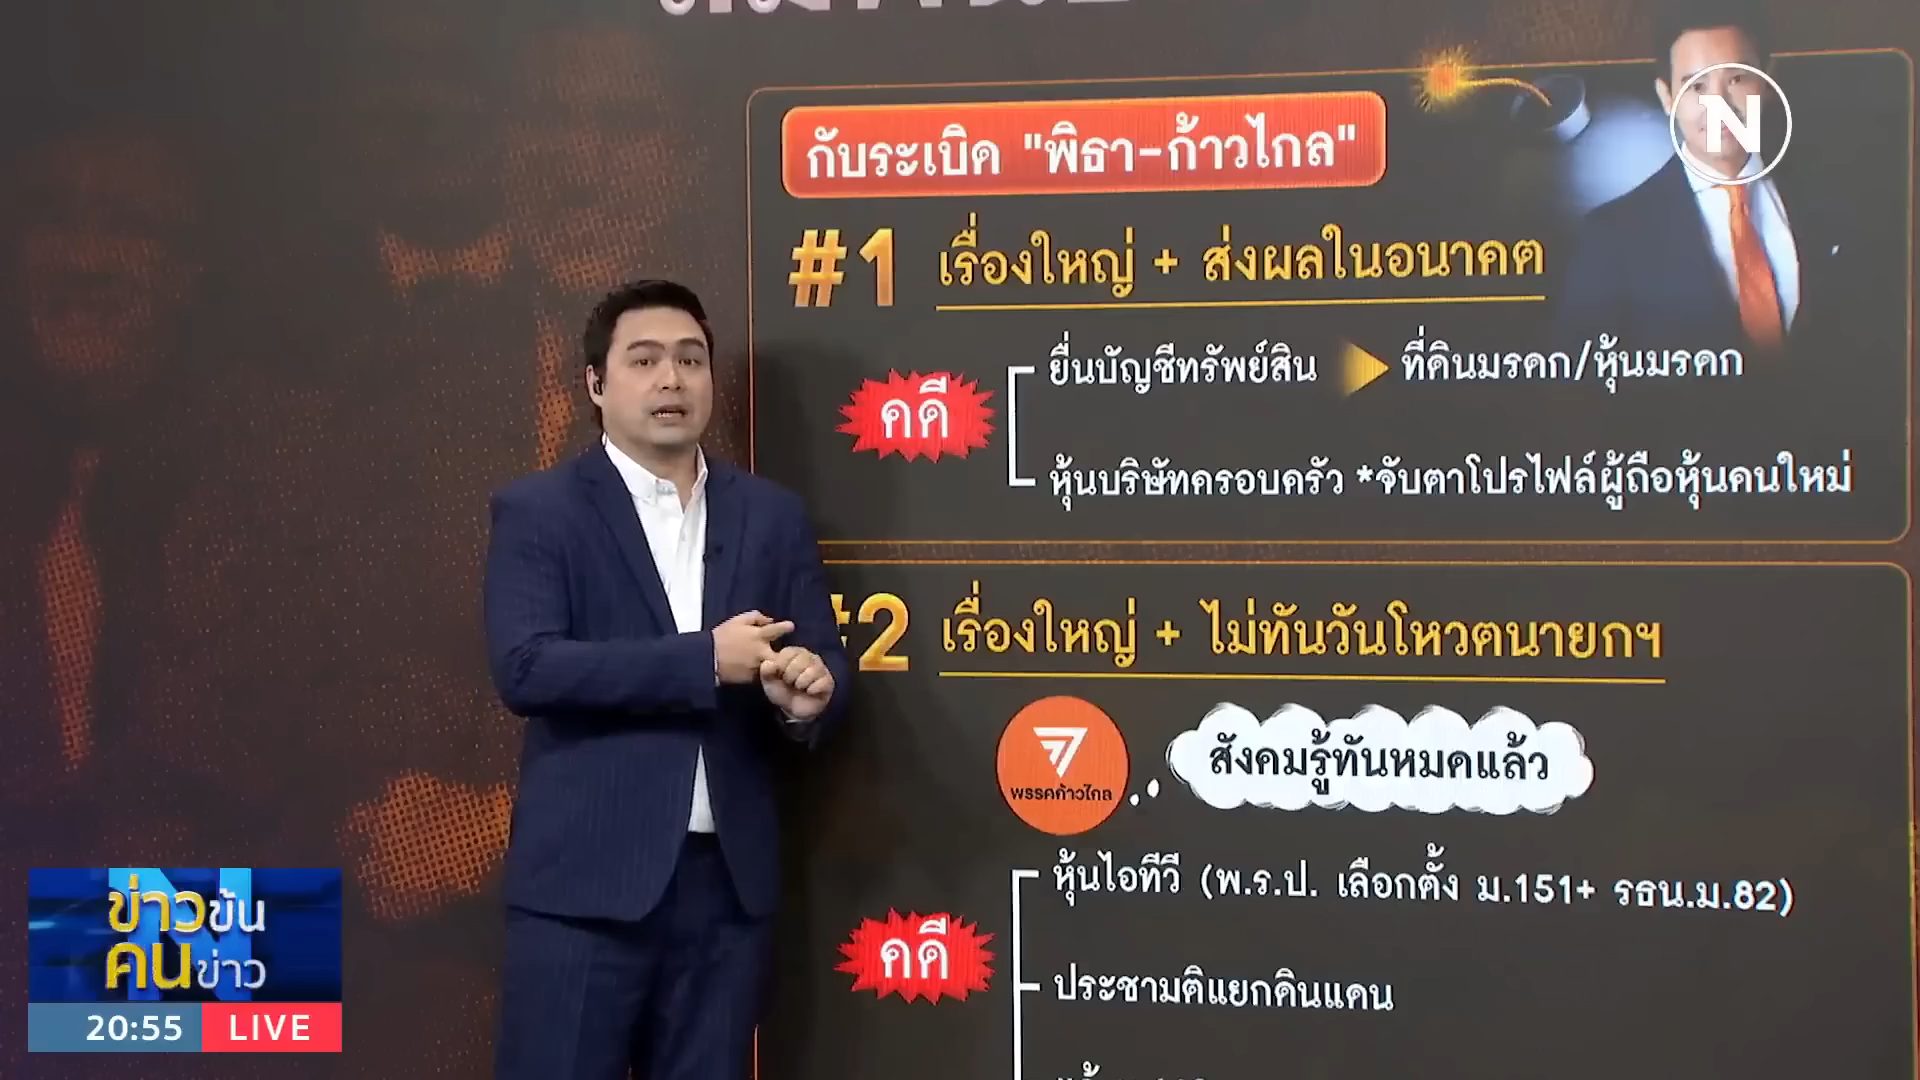 กับระเบิด "พิธา-ก้าวไกล"
N
#1 เรื่องใหญ่ + ส่งผลในอนาคต
คดี
ยื่นบัญชีทรัพย์สิน ที่ดินมรดก/หุ้นมรดก
หุ้นบริษัทครอบครัว *จับตาโปรไฟล์ผู้ถือหุ้นคนใหม่
#2 เรื่องใหญ่ + ไม่ทันวันโหวตนายกฯ
พรรคก้าวไกล
สังคมรู้ทันหมดแล้ว
คดี
หุ้นไอทีวี (พ.ร.ป. เลือกตั้ง ม.151+ รธน.ม.82)
ประชามติแยกดินแดน
ข่าวข้น
คนข่าว
20:55 LIVE